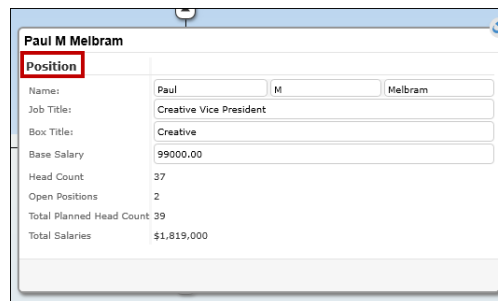 Paul M Melbram
Position
Name: Paul M Melbram
Job Title: Creative Vice President
Box Title: Creative
Base Salary 99000.00
Head Count 37
Open Positions 2
Total Planned Head Count 39
Total Salaries $1,819,000